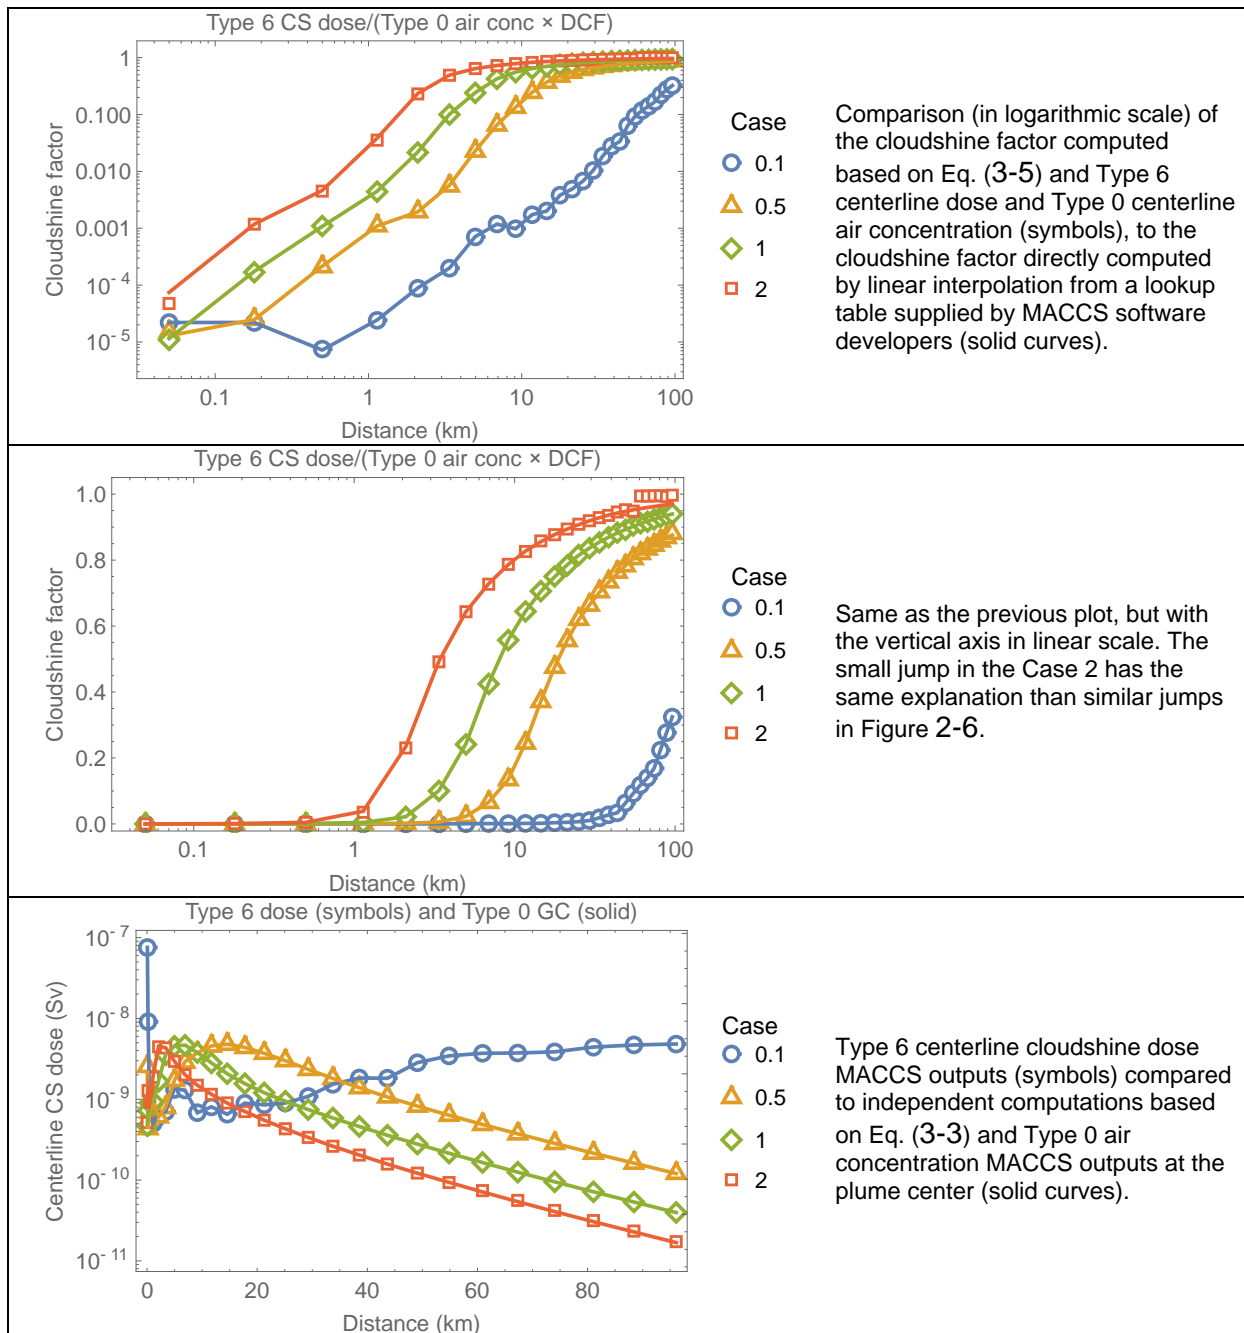 Type 6 CS dose/(Type 0 air conc × DCF)
Cloudshine factor
1
0.100
0.010
0.001
10^-4
10^-5
0.1
1
10
100
Distance (km)
Case
0.1
0.5
1
2
Comparison (in logarithmic scale) of
the cloudshine factor computed
based on Eq. (3-5) and Type 6
centerline dose and Type 0 centerline
air concentration (symbols), to the
cloudshine factor directly computed
by linear interpolation from a lookup
table supplied by MACCS software
developers (solid curves).
Type 6 CS dose/(Type 0 air conc × DCF)
Cloudshine factor
1.0
0.8
0.6
0.4
0.2
0.0
0.1
1
10
100
Distance (km)
Case
0.1
0.5
1
2
Same as the previous plot, but with
the vertical axis in linear scale. The
small jump in the Case 2 has the
same explanation than similar jumps
in Figure 2-6.
Type 6 dose (symbols) and Type 0 GC (solid)
Centerline CS dose (Sv)
10^-7
10^-8
10^-9
10^-10
10^-11
0
20
40
60
80
Distance (km)
Case
0.1
0.5
1
2
Type 6 centerline cloudshine dose
MACCS outputs (symbols) compared
to independent computations based
on Eq. (3-3) and Type 0 air
concentration MACCS outputs at the
plume center (solid curves).